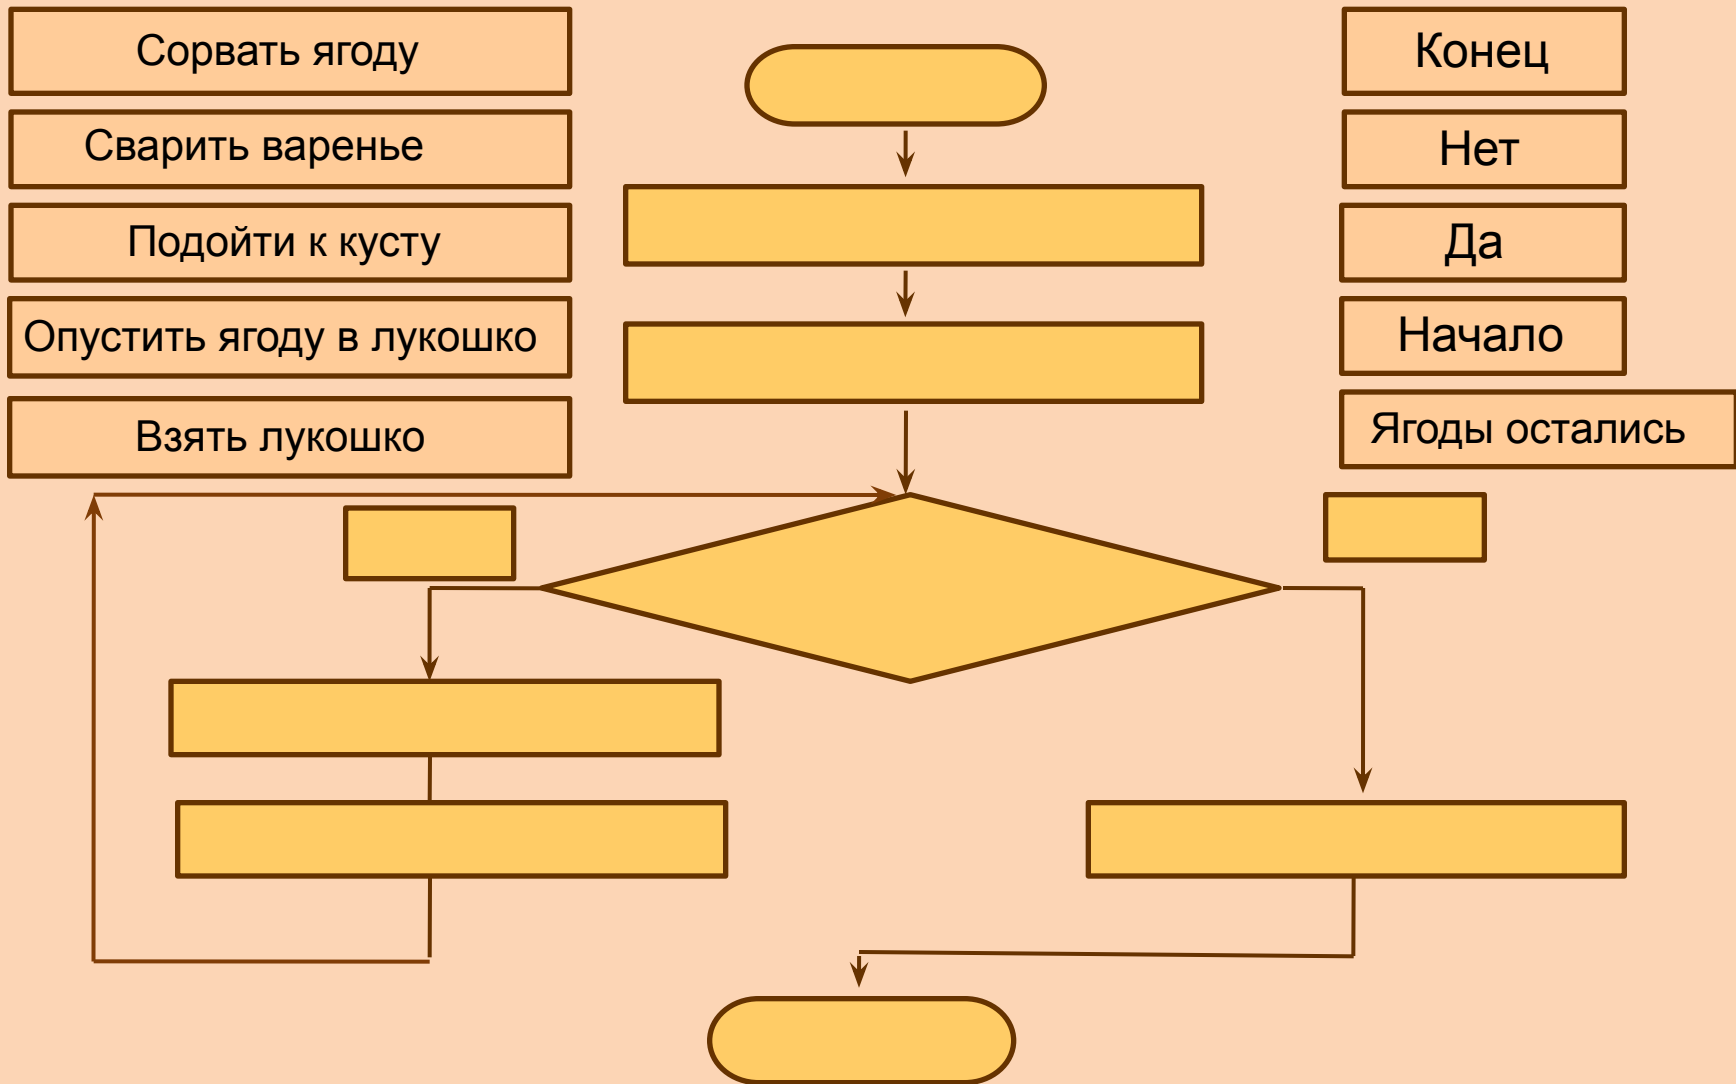 Сорвать ягоду
Сварить варенье
Подойти к кусту
Опустить ягоду в лукошко
Взять лукошко
Конец
Нет
Да
Начало
Ягоды остались